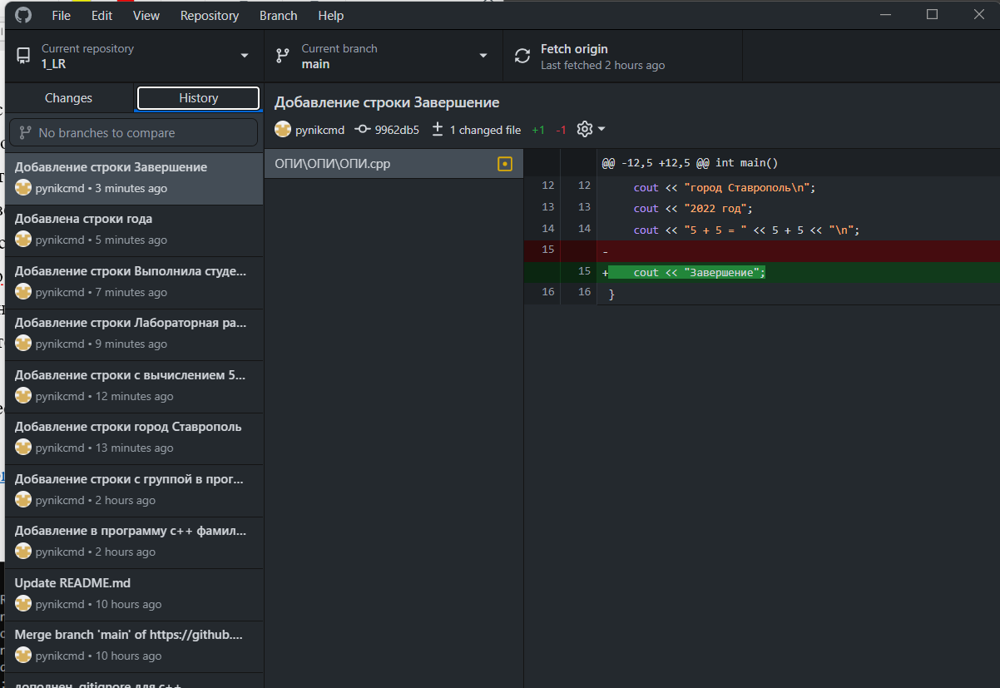 File Edit View Repository Branch Help
Current repository
1_LR
Current branch
main
Fetch origin
Last fetched 2 hours ago
Changes
History
No branches to compare
Добавление строки Завершение
pynikcmd • 3 minutes ago
Добавлена строки года
pynikcmd • 5 minutes ago
Добавление строки Выполнила студе...
pynikcmd • 7 minutes ago
Добавление строки Лабораторная ра...
pynikcmd • 9 minutes ago
Добавление строки с вычислением 5...
pynikcmd • 12 minutes ago
Добавление строки город Ставрополь
pynikcmd • 13 minutes ago
Добваление строки с группой в прог...
pynikcmd • 2 hours ago
Добавление в программу с++ фамил...
pynikcmd • 2 hours ago
Update README.md
pynikcmd • 10 hours ago
Merge branch 'main' of https://github....
pynikcmd • 10 hours ago
дополнен .gitignore для с++
Добавление строки Завершение
pynikcmd 9962db5 1 changed file +1 -1
ОПИ\ОПИ\ОПИ.cpp
@@ -12,5 +12,5 @@ int main()
12 12 cout << "город Ставрополь\n";
13 13 cout << "2022 год";
14 14 cout << "5 + 5 = " << 5 + 5 << "\n";
15 -
15 + cout << "Завершение";
16 16 }